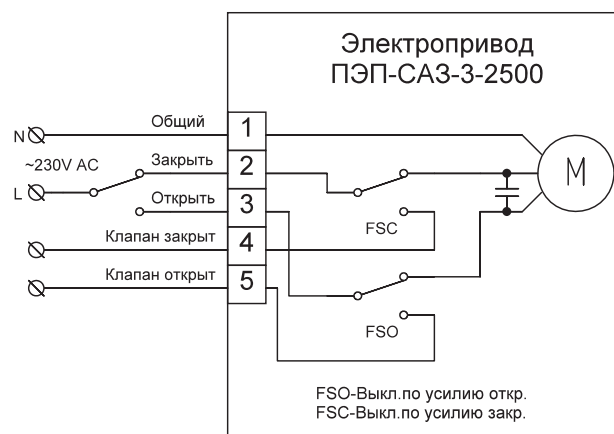 Электропривод
ПЭП-САЗ-3-2500
N
Общий
1
~230V AC
Закрыть
2
L
Открыть
3
Клапан закрыт
4
FSC
Клапан открыт
5
M
FSO
FSO-Выкл.по усилию откр.
FSC-Выкл.по усилию закр.